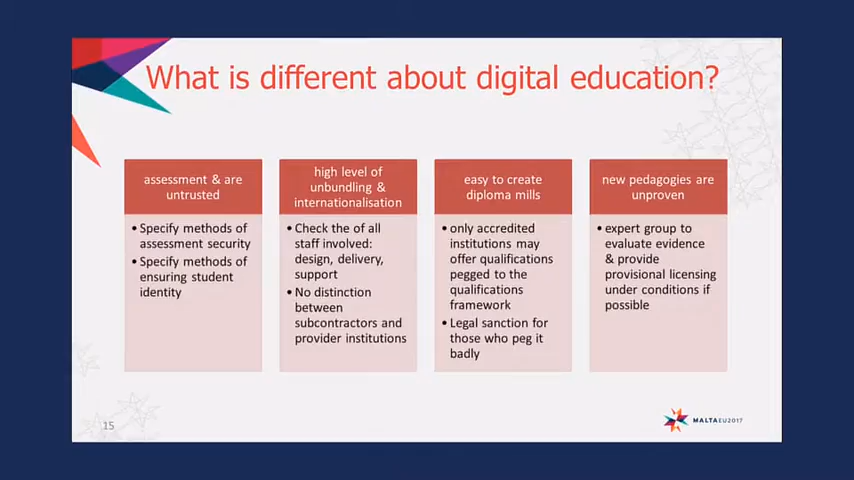 What is different about digital education?
assessment & are
untrusted
• Specify methods of
assessment security
• Specify methods of
ensuring student
identity
high level of
unbundling &
internationalisation
• Check the of all
staff involved:
design, delivery,
support
• No distinction
between
subcontractors and
provider institutions
easy to create
diploma mills
• only accredited
institutions may
offer qualifications
pegged to the
qualifications
framework
• Legal sanction for
those who peg it
badly
new pedagogies are
unproven
• expert group to
evaluate evidence
& provide
provisional licensing
under conditions if
possible
15
MALTAEU2017